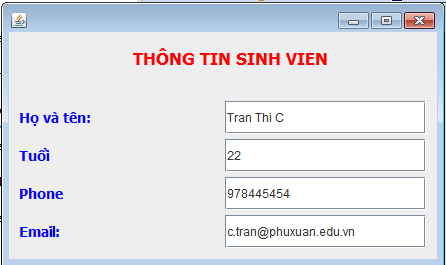 THÔNG TIN SINH VIEN
Họ và tên: Tran Thi C
Tuổi 22
Phone 978445454
Email: c.tran@phuxuan.edu.vn